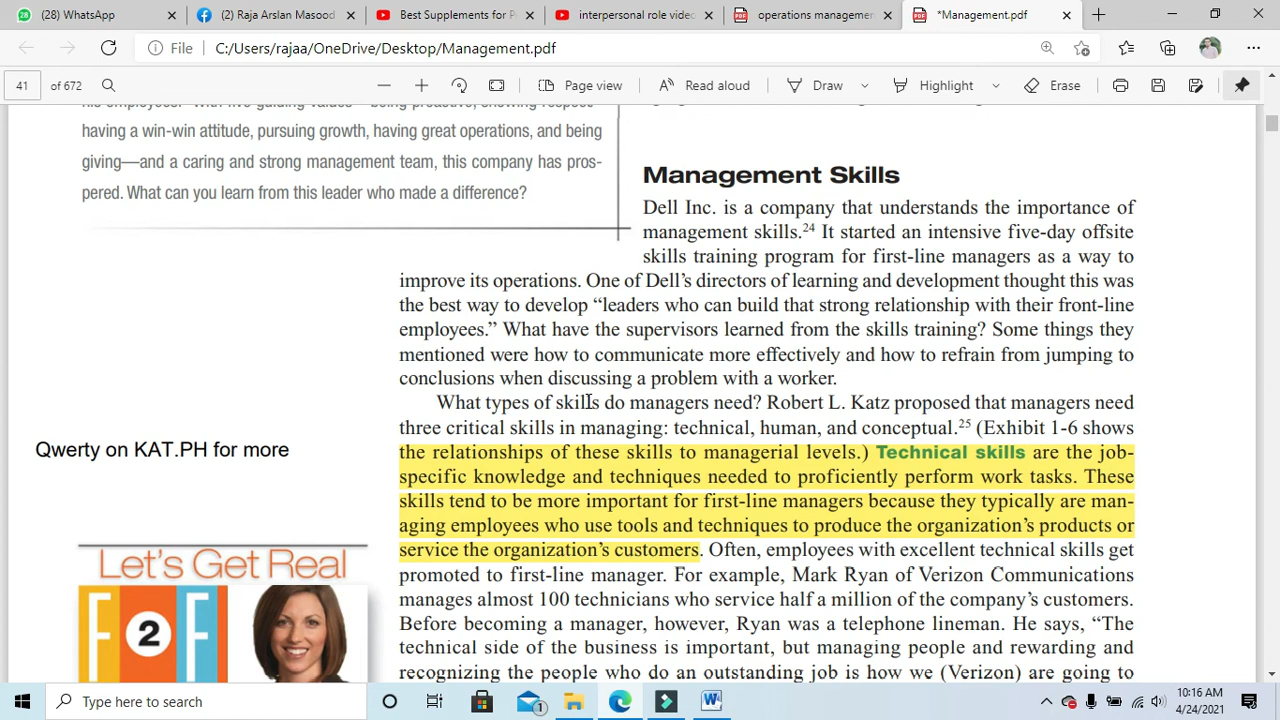 (28) WhatsApp
(2) Raja Arslan Masood
Best Supplements for P
interpersonal role video
operations managemen
*Management.pdf
File
C:/Users/rajaa/OneDrive/Desktop/Management.pdf
41 of 672
Page view
Read aloud
Draw
Highlight
Erase
having a win-win attitude, pursuing growth, having great operations, and being
giving—and a caring and strong management team, this company has pros-
pered. What can you learn from this leader who made a difference?
Management Skills
Dell Inc. is a company that understands the importance of
management skills.24 It started an intensive five-day offsite
skills training program for first-line managers as a way to
improve its operations. One of Dell's directors of learning and development thought this was
the best way to develop “leaders who can build that strong relationship with their front-line
employees.” What have the supervisors learned from the skills training? Some things they
mentioned were how to communicate more effectively and how to refrain from jumping to
conclusions when discussing a problem with a worker.
What types of skills do managers need? Robert L. Katz proposed that managers need
three critical skills in managing: technical, human, and conceptual.25 (Exhibit 1-6 shows
the relationships of these skills to managerial levels.) Technical skills are the job-
specific knowledge and techniques needed to proficiently perform work tasks. These
skills tend to be more important for first-line managers because they typically are man-
aging employees who use tools and techniques to produce the organization's products or
service the organization's customers. Often, employees with excellent technical skills get
promoted to first-line manager. For example, Mark Ryan of Verizon Communications
manages almost 100 technicians who service half a million of the company's customers.
Before becoming a manager, however, Ryan was a telephone lineman. He says, “The
technical side of the business is important, but managing people and rewarding and
recognizing the people who do an outstanding job is how we (Verizon) are going to
Qwerty on KAT.PH for more
Let's Get Real
F2F
Type here to search
10:16 AM
4/24/2021